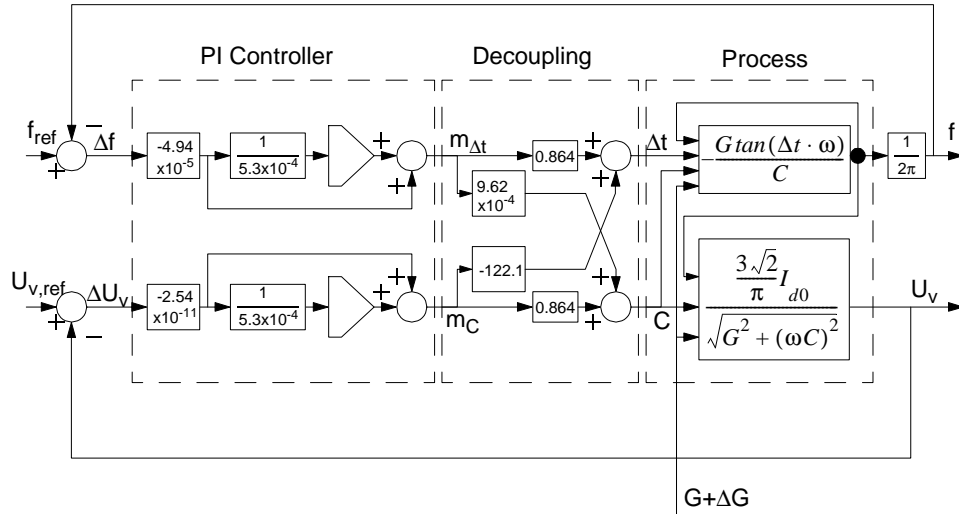 PI Controller
Decoupling
Process
f_ref
−
+
Δf
-4.94
x10^-5
1
5.3x10^-4
+
+
m_Δt
0.864
+
+
Δt
-G tan(Δt · ω)
C
1
2π
f
9.62
x10^-4
-122.1
U_v,ref
+
−
ΔU_v
-2.54
x10^-11
1
5.3x10^-4
+
+
m_C
0.864
+
+
C
3√2
π
I_d0
√G^2 + (ωC)^2
U_v
G+ΔG